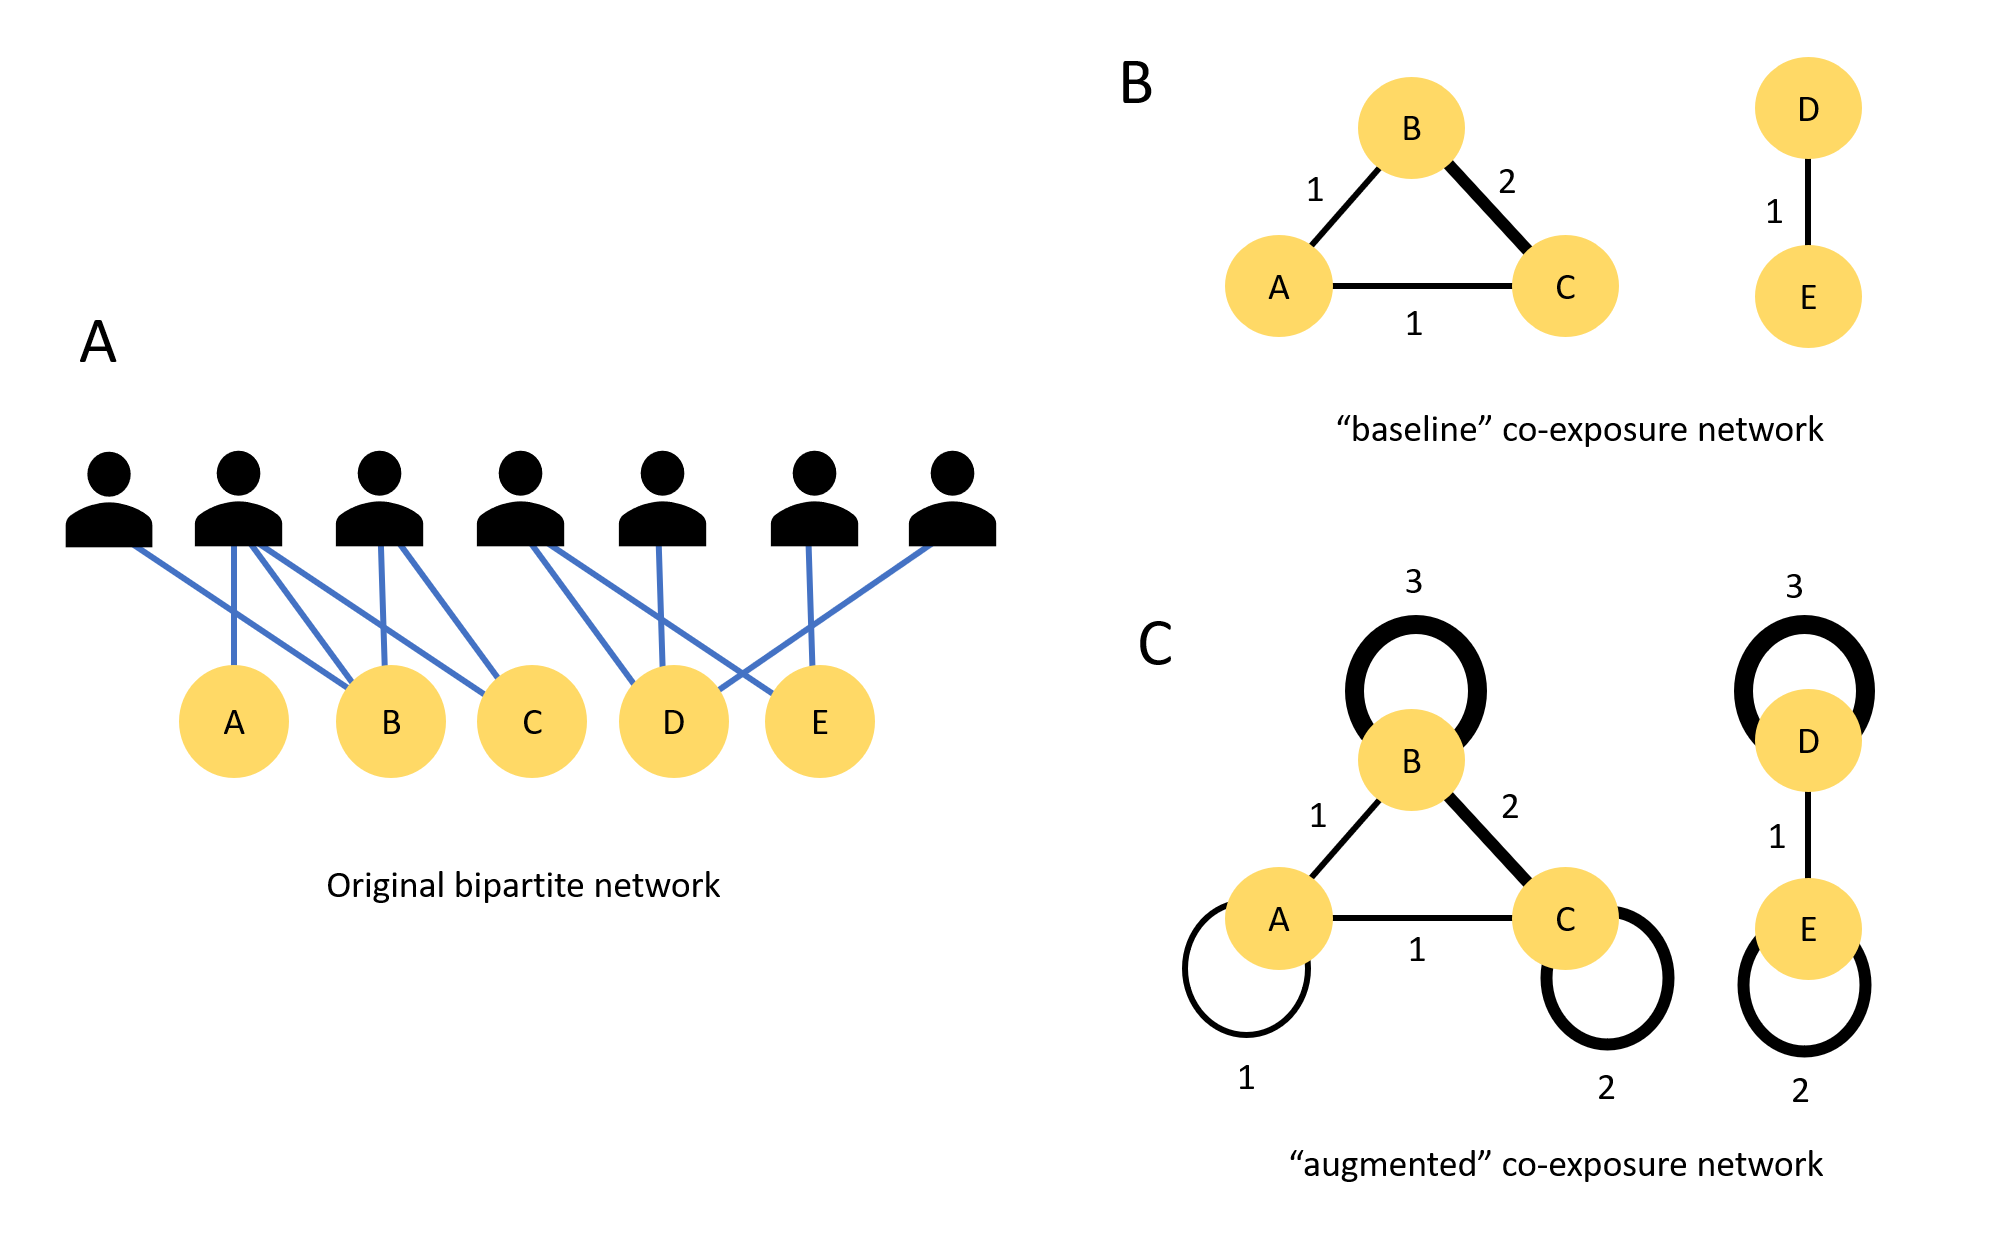 A
A
B
C
D
E
Original bipartite network
B
B
D
1
2
1
A
C
E
1
“baseline” co-exposure network
C
3
3
B
D
1
2
1
A
C
E
1
1
2
2
“augmented” co-exposure network